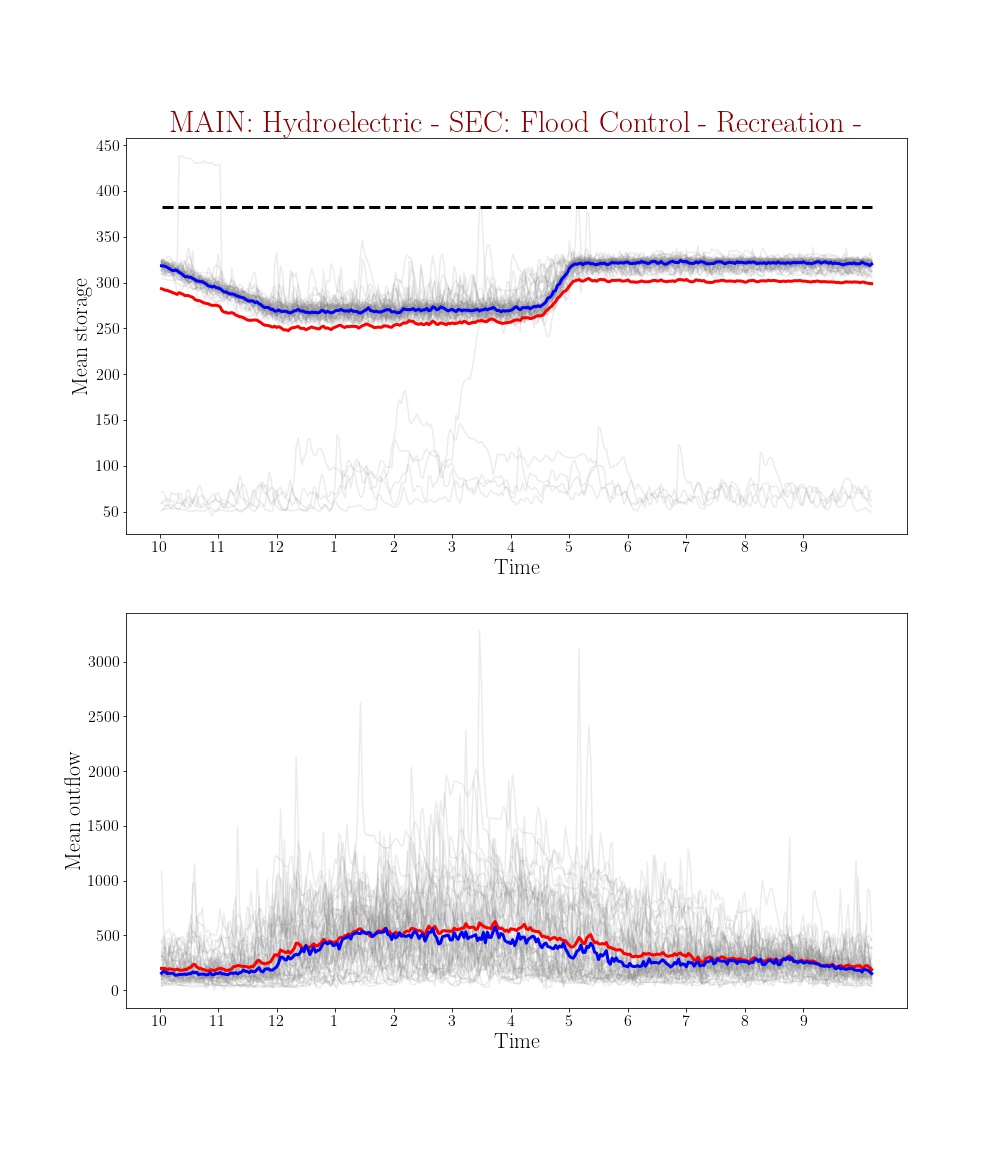 MAIN: Hydroelectric - SEC: Flood Control - Recreation -
450
400
350
300
250
200
150
100
50
Mean storage
10 11 12 1 2 3 4 5 6 7 8 9
Time
3000
2500
2000
1500
1000
500
0
Mean outflow
10 11 12 1 2 3 4 5 6 7 8 9
Time